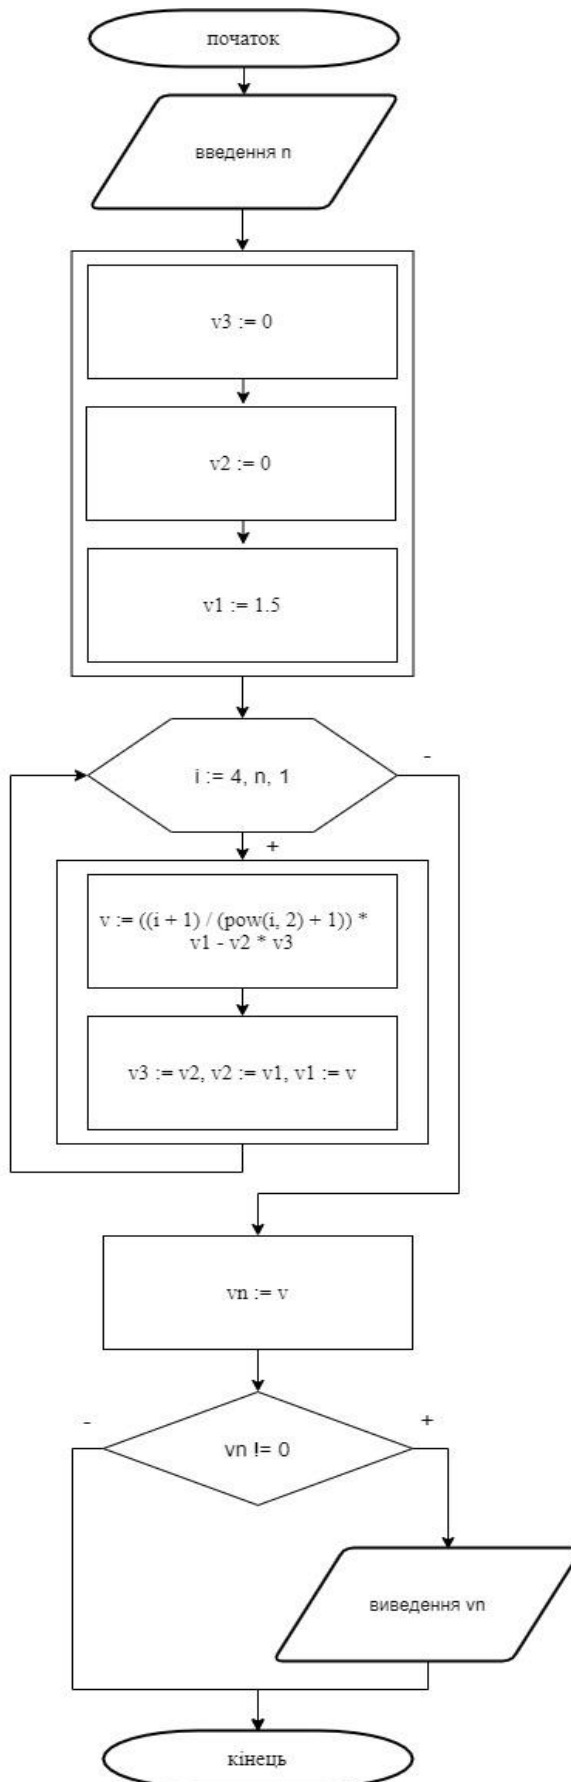 початок
введення n
v3 := 0
v2 := 0
v1 := 1.5
i := 4, n, 1
-
+
v := ((i + 1) / (pow(i, 2) + 1)) *
v1 - v2 * v3
v3 := v2, v2 := v1, v1 := v
vn := v
-
+
vn != 0
виведення vn
кінець